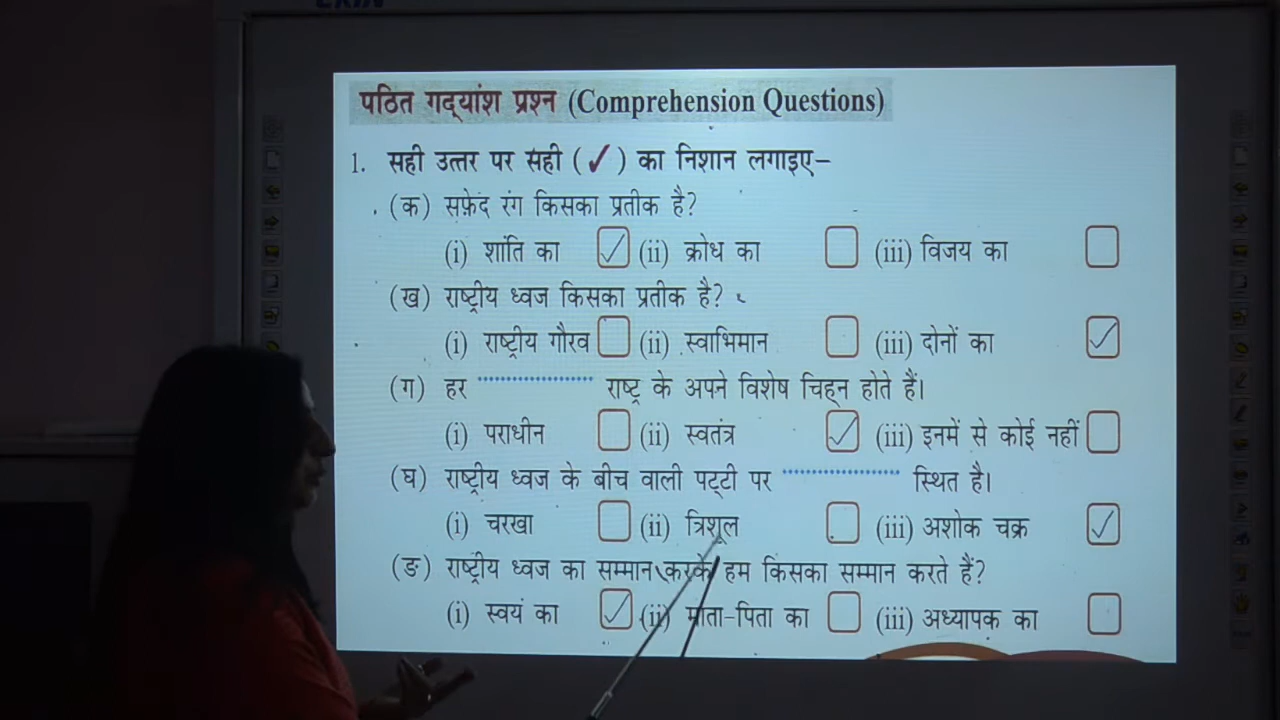 पठित गद्यांश प्रश्न (Comprehension Questions)
1. सही उत्तर पर सही (✓) का निशान लगाइए–
(क) सफ़ेद रंग किसका प्रतीक है?
(i) शांति का ☑ (ii) क्रोध का ☐ (iii) विजय का ☐
(ख) राष्ट्रीय ध्वज किसका प्रतीक है?
(i) राष्ट्रीय गौरव ☐ (ii) स्वाभिमान ☐ (iii) दोनों का ☑
(ग) हर .................... राष्ट्र के अपने विशेष चिह्न होते हैं।
(i) पराधीन ☐ (ii) स्वतंत्र ☑ (iii) इनमें से कोई नहीं ☐
(घ) राष्ट्रीय ध्वज के बीच वाली पट्टी पर .................... स्थित है।
(i) चरखा ☐ (ii) त्रिशूल ☐ (iii) अशोक चक्र ☑
(ङ) राष्ट्रीय ध्वज का सम्मान करके हम किसका सम्मान करते हैं?
(i) स्वयं का ☑ (ii) माता-पिता का ☐ (iii) अध्यापक का ☐